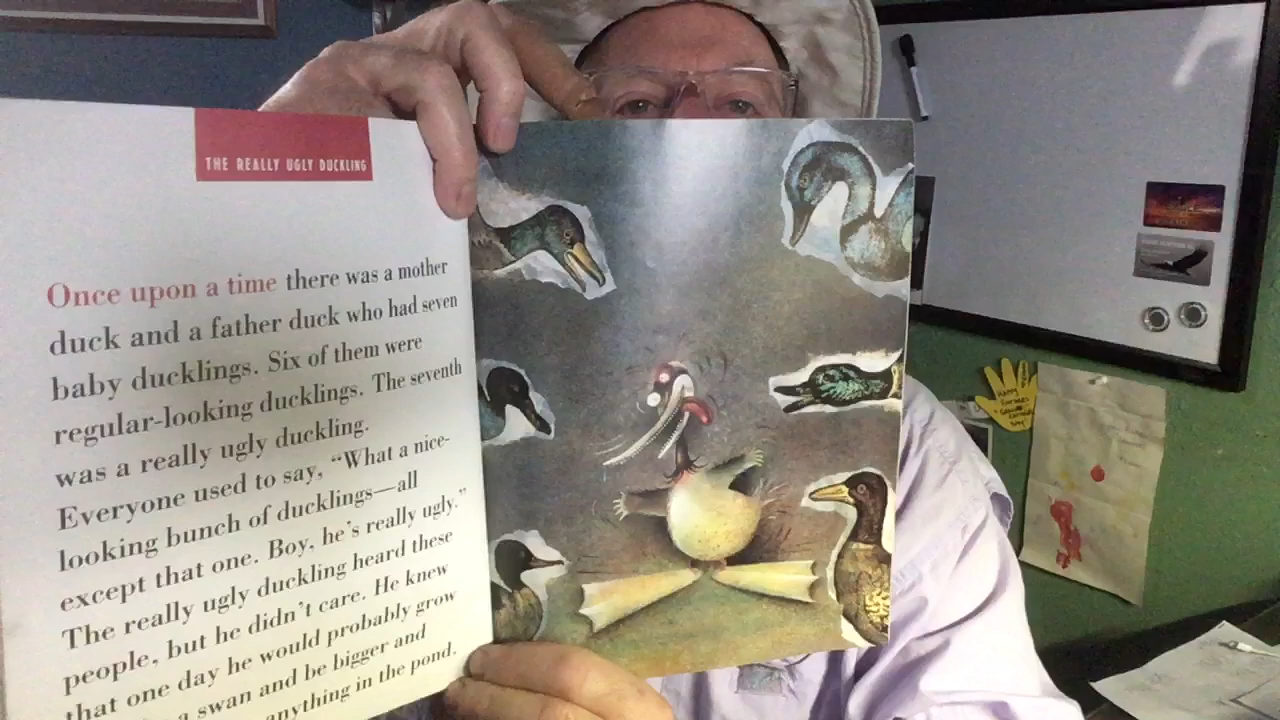 THE REALLY UGLY DUCKLING
Once upon a time there was a mother
duck and a father duck who had seven
baby ducklings. Six of them were
regular-looking ducklings. The seventh
was a really ugly duckling.
Everyone used to say, “What a nice-
looking bunch of ducklings—all
except that one. Boy, he’s really ugly.”
The really ugly duckling heard these
people, but he didn’t care. He knew
that one day he would probably grow
a swan and be bigger and
anything in the pond.
HAPPY